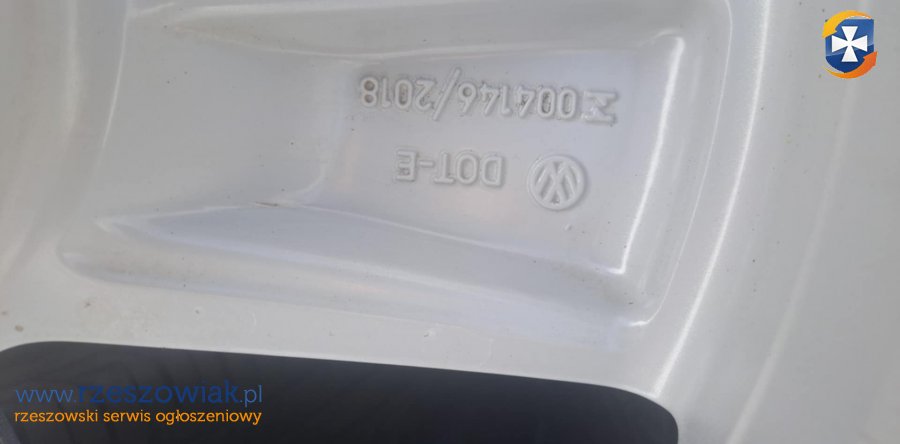 DOT-E
004146/2018
www.rzeszowiak.pl
rzeszowski serwis ogłoszeniowy